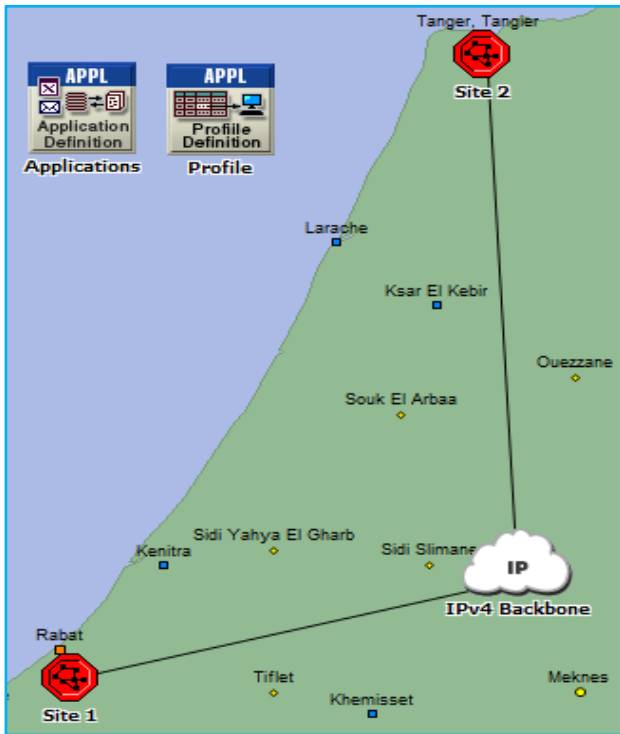 Tanger, Tangier
Site 2
APPL
Application
Definition
Applications
APPL
Profiile
Definition
Profile
Larache
Ksar El Kebir
Ouezzane
Souk El Arbaa
Sidi Yahya El Gharb
Kenitra
Sidi Slimane
IP
IPv4 Backbone
Rabat
Site 1
Tiflet
Khemisset
Meknes